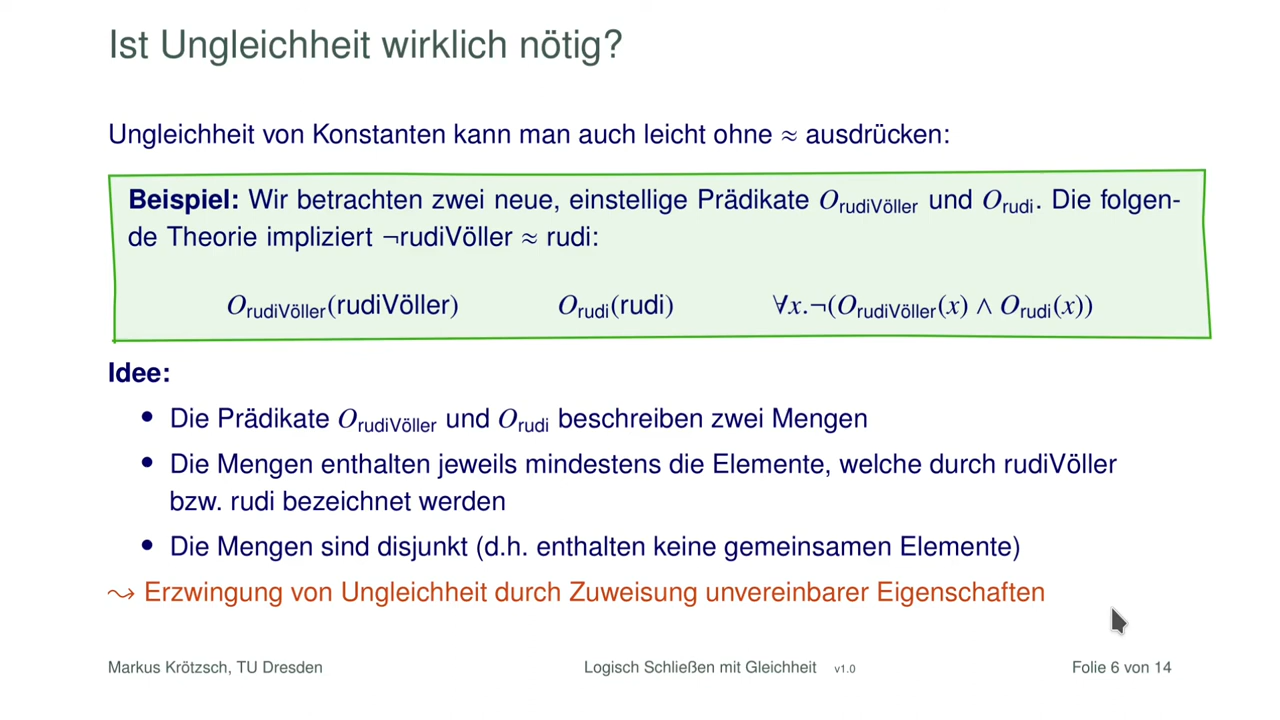 Ist Ungleichheit wirklich nötig?
Ungleichheit von Konstanten kann man auch leicht ohne ≈ ausdrücken:
Beispiel: Wir betrachten zwei neue, einstellige Prädikate O_rudiVöller und O_rudi. Die folgen-
de Theorie impliziert ¬rudiVöller ≈ rudi:
O_rudiVöller(rudiVöller) O_rudi(rudi) ∀x.¬(O_rudiVöller(x) ∧ O_rudi(x))
Idee:
• Die Prädikate O_rudiVöller und O_rudi beschreiben zwei Mengen
• Die Mengen enthalten jeweils mindestens die Elemente, welche durch rudiVöller
bzw. rudi bezeichnet werden
• Die Mengen sind disjunkt (d.h. enthalten keine gemeinsamen Elemente)
⇝ Erzwingung von Ungleichheit durch Zuweisung unvereinbarer Eigenschaften
Markus Krötzsch, TU Dresden Logisch Schließen mit Gleichheit v1.0 Folie 6 von 14